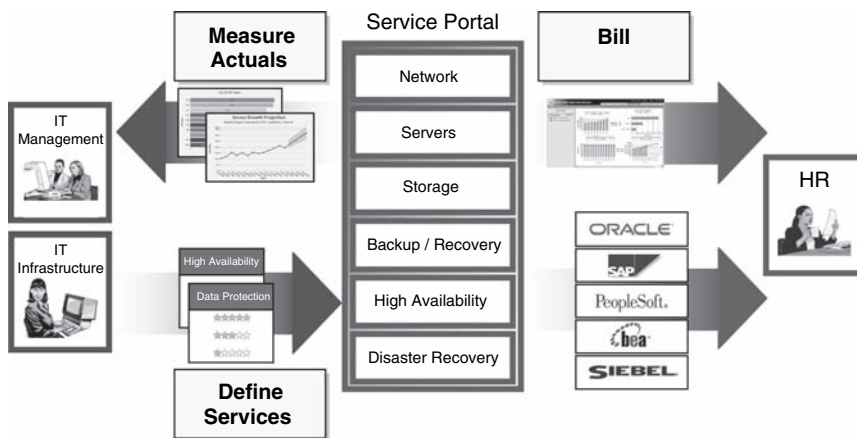 Measure
Actuals
Service Portal
Bill
IT
Management
Server Growth Projection
Network
Servers
Storage
Backup / Recovery
High Availability
Disaster Recovery
HR
IT
Infrastructure
High Availability
Data Protection
Define
Services
ORACLE
SAP
PeopleSoft.
bea
SIEBEL.